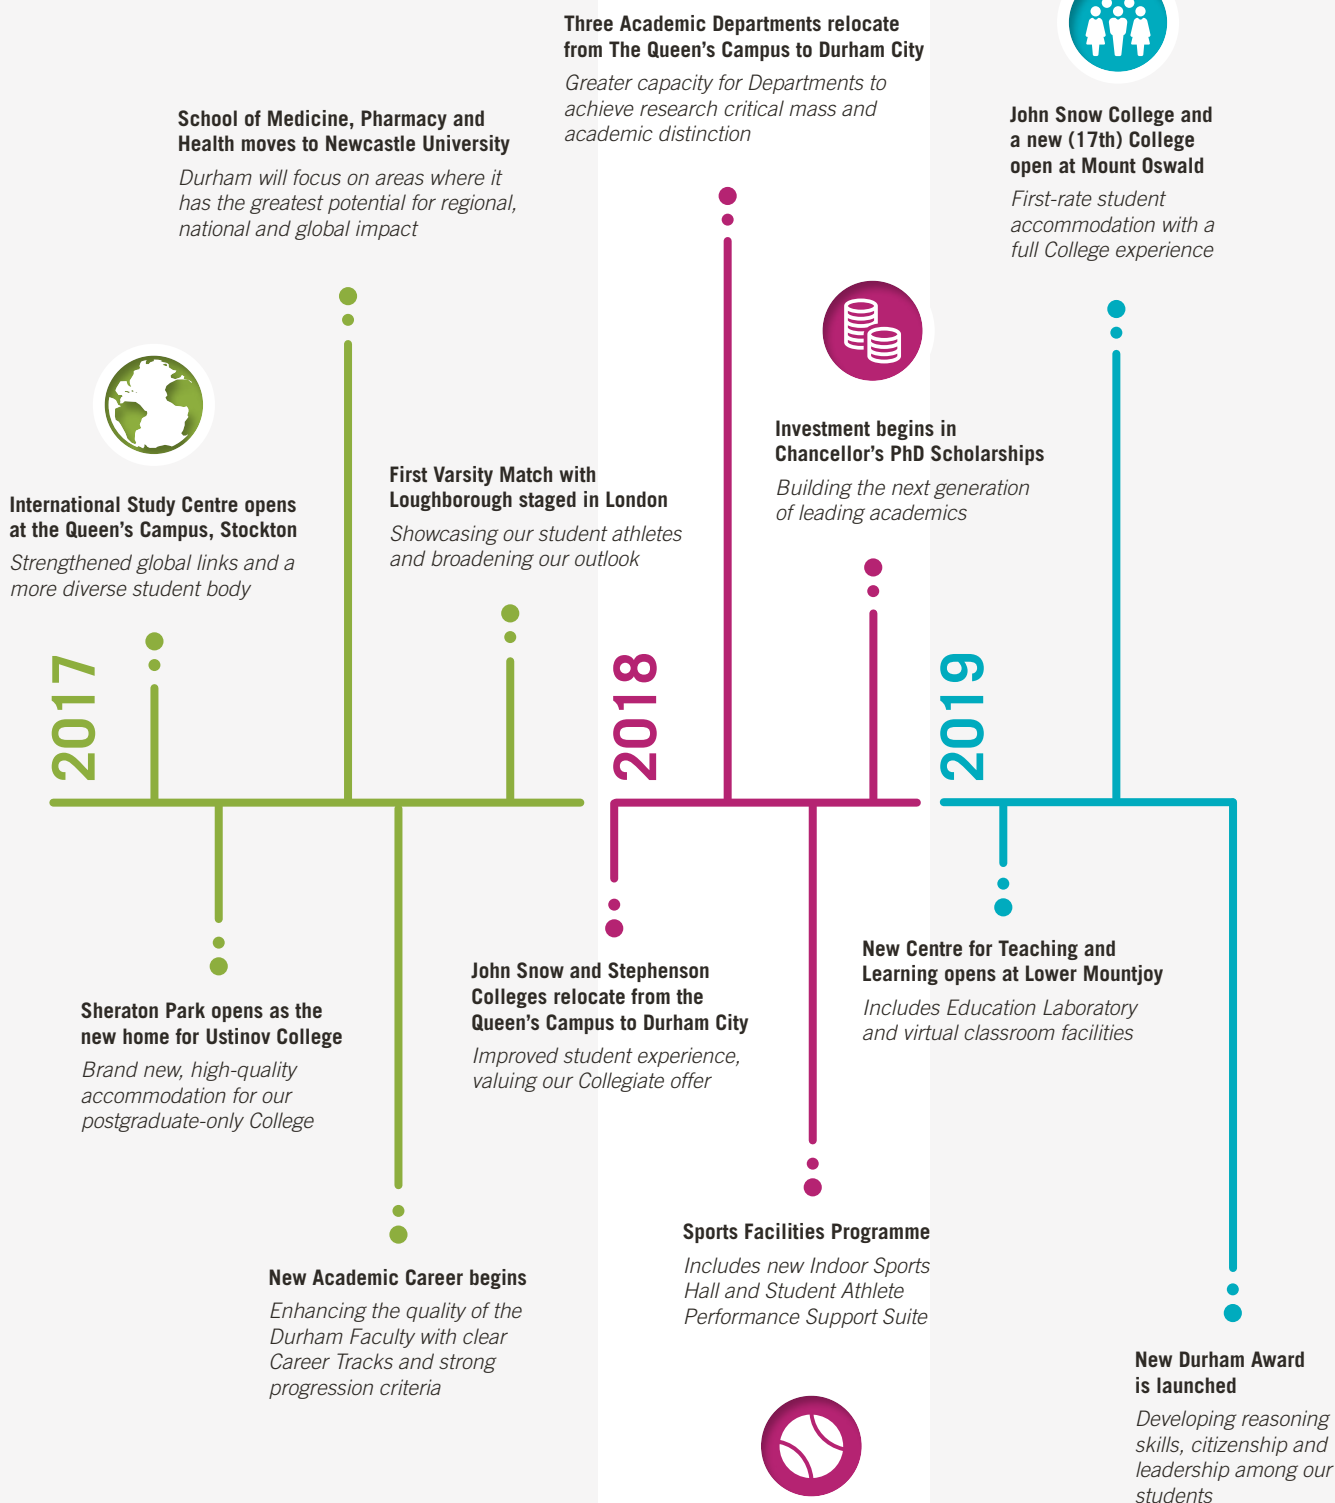 Three Academic Departments relocate
from The Queen's Campus to Durham City
Greater capacity for Departments to
achieve research critical mass and
academic distinction
School of Medicine, Pharmacy and
Health moves to Newcastle University
Durham will focus on areas where it
has the greatest potential for regional,
national and global impact
John Snow College and
a new (17th) College
open at Mount Oswald
First-rate student
accommodation with a
full College experience
International Study Centre opens
at the Queen's Campus, Stockton
Strengthened global links and a
more diverse student body
First Varsity Match with
Loughborough staged in London
Showcasing our student athletes
and broadening our outlook
Investment begins in
Chancellor's PhD Scholarships
Building the next generation
of leading academics
2017
2018
2019
Sheraton Park opens as the
new home for Ustinov College
Brand new, high-quality
accommodation for our
postgraduate-only College
John Snow and Stephenson
Colleges relocate from the
Queen's Campus to Durham City
Improved student experience,
valuing our Collegiate offer
New Centre for Teaching and
Learning opens at Lower Mountjoy
Includes Education Laboratory
and virtual classroom facilities
New Academic Career begins
Enhancing the quality of the
Durham Faculty with clear
Career Tracks and strong
progression criteria
Sports Facilities Programme
Includes new Indoor Sports
Hall and Student Athlete
Performance Support Suite
New Durham Award
is launched
Developing reasoning
skills, citizenship and
leadership among our
students